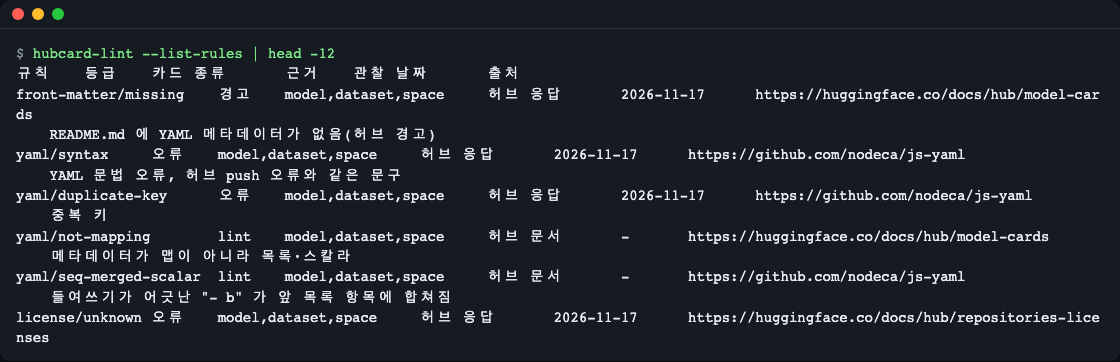 $ hubcard-lint --list-rules | head -12
규칙 등급 카드 종류 근거 관찰 날짜 출처
front-matter/missing 경고 model,dataset,space 허브 응답 2026-11-17 https://huggingface.co/docs/hub/model-car
ds
README.md 에 YAML 메타데이터가 없음(허브 경고)
yaml/syntax 오류 model,dataset,space 허브 응답 2026-11-17 https://github.com/nodeca/js-yaml
YAML 문법 오류, 허브 push 오류와 같은 문구
yaml/duplicate-key 오류 model,dataset,space 허브 응답 2026-11-17 https://github.com/nodeca/js-yaml
중복 키
yaml/not-mapping lint model,dataset,space 허브 문서 - https://huggingface.co/docs/hub/model-cards
메타데이터가 맵이 아니라 목록·스칼라
yaml/seq-merged-scalar lint model,dataset,space 허브 문서 - https://github.com/nodeca/js-yaml
들여쓰기가 어긋난 "- b" 가 앞 목록 항목에 합쳐짐
license/unknown 오류 model,dataset,space 허브 응답 2026-11-17 https://huggingface.co/docs/hub/repositories-lice
nses